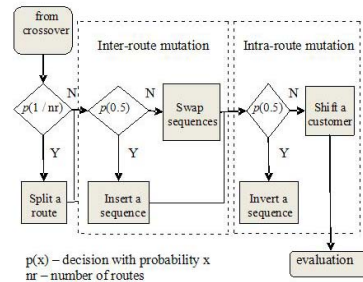 from
crossover
Inter-route mutation
Intra-route mutation
p(1 / nr)
N
p(0.5)
N
Swap
sequences
p(0.5)
N
Shift a
customer
Y
Y
Y
Split a
route
Insert a
sequence
Invert a
sequence
p(x) – decision with probability x
nr – number of routes
evaluation